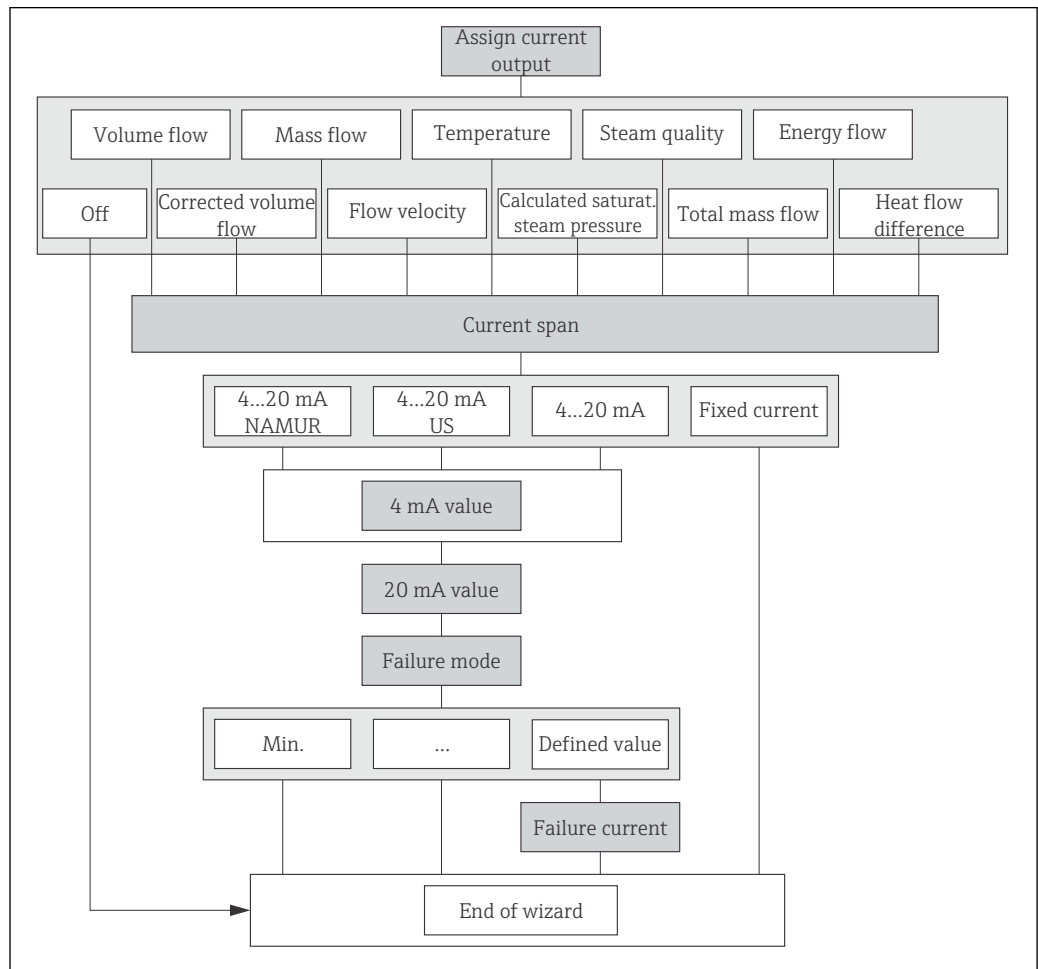 Assign current
output
Volume flow
Mass flow
Temperature
Steam quality
Energy flow
Off
Corrected volume
flow
Flow velocity
Calculated saturat.
steam pressure
Total mass flow
Heat flow
difference
Current span
4...20 mA
NAMUR
4...20 mA
US
4...20 mA
Fixed current
4 mA value
20 mA value
Failure mode
Min.
...
Defined value
Failure current
End of wizard